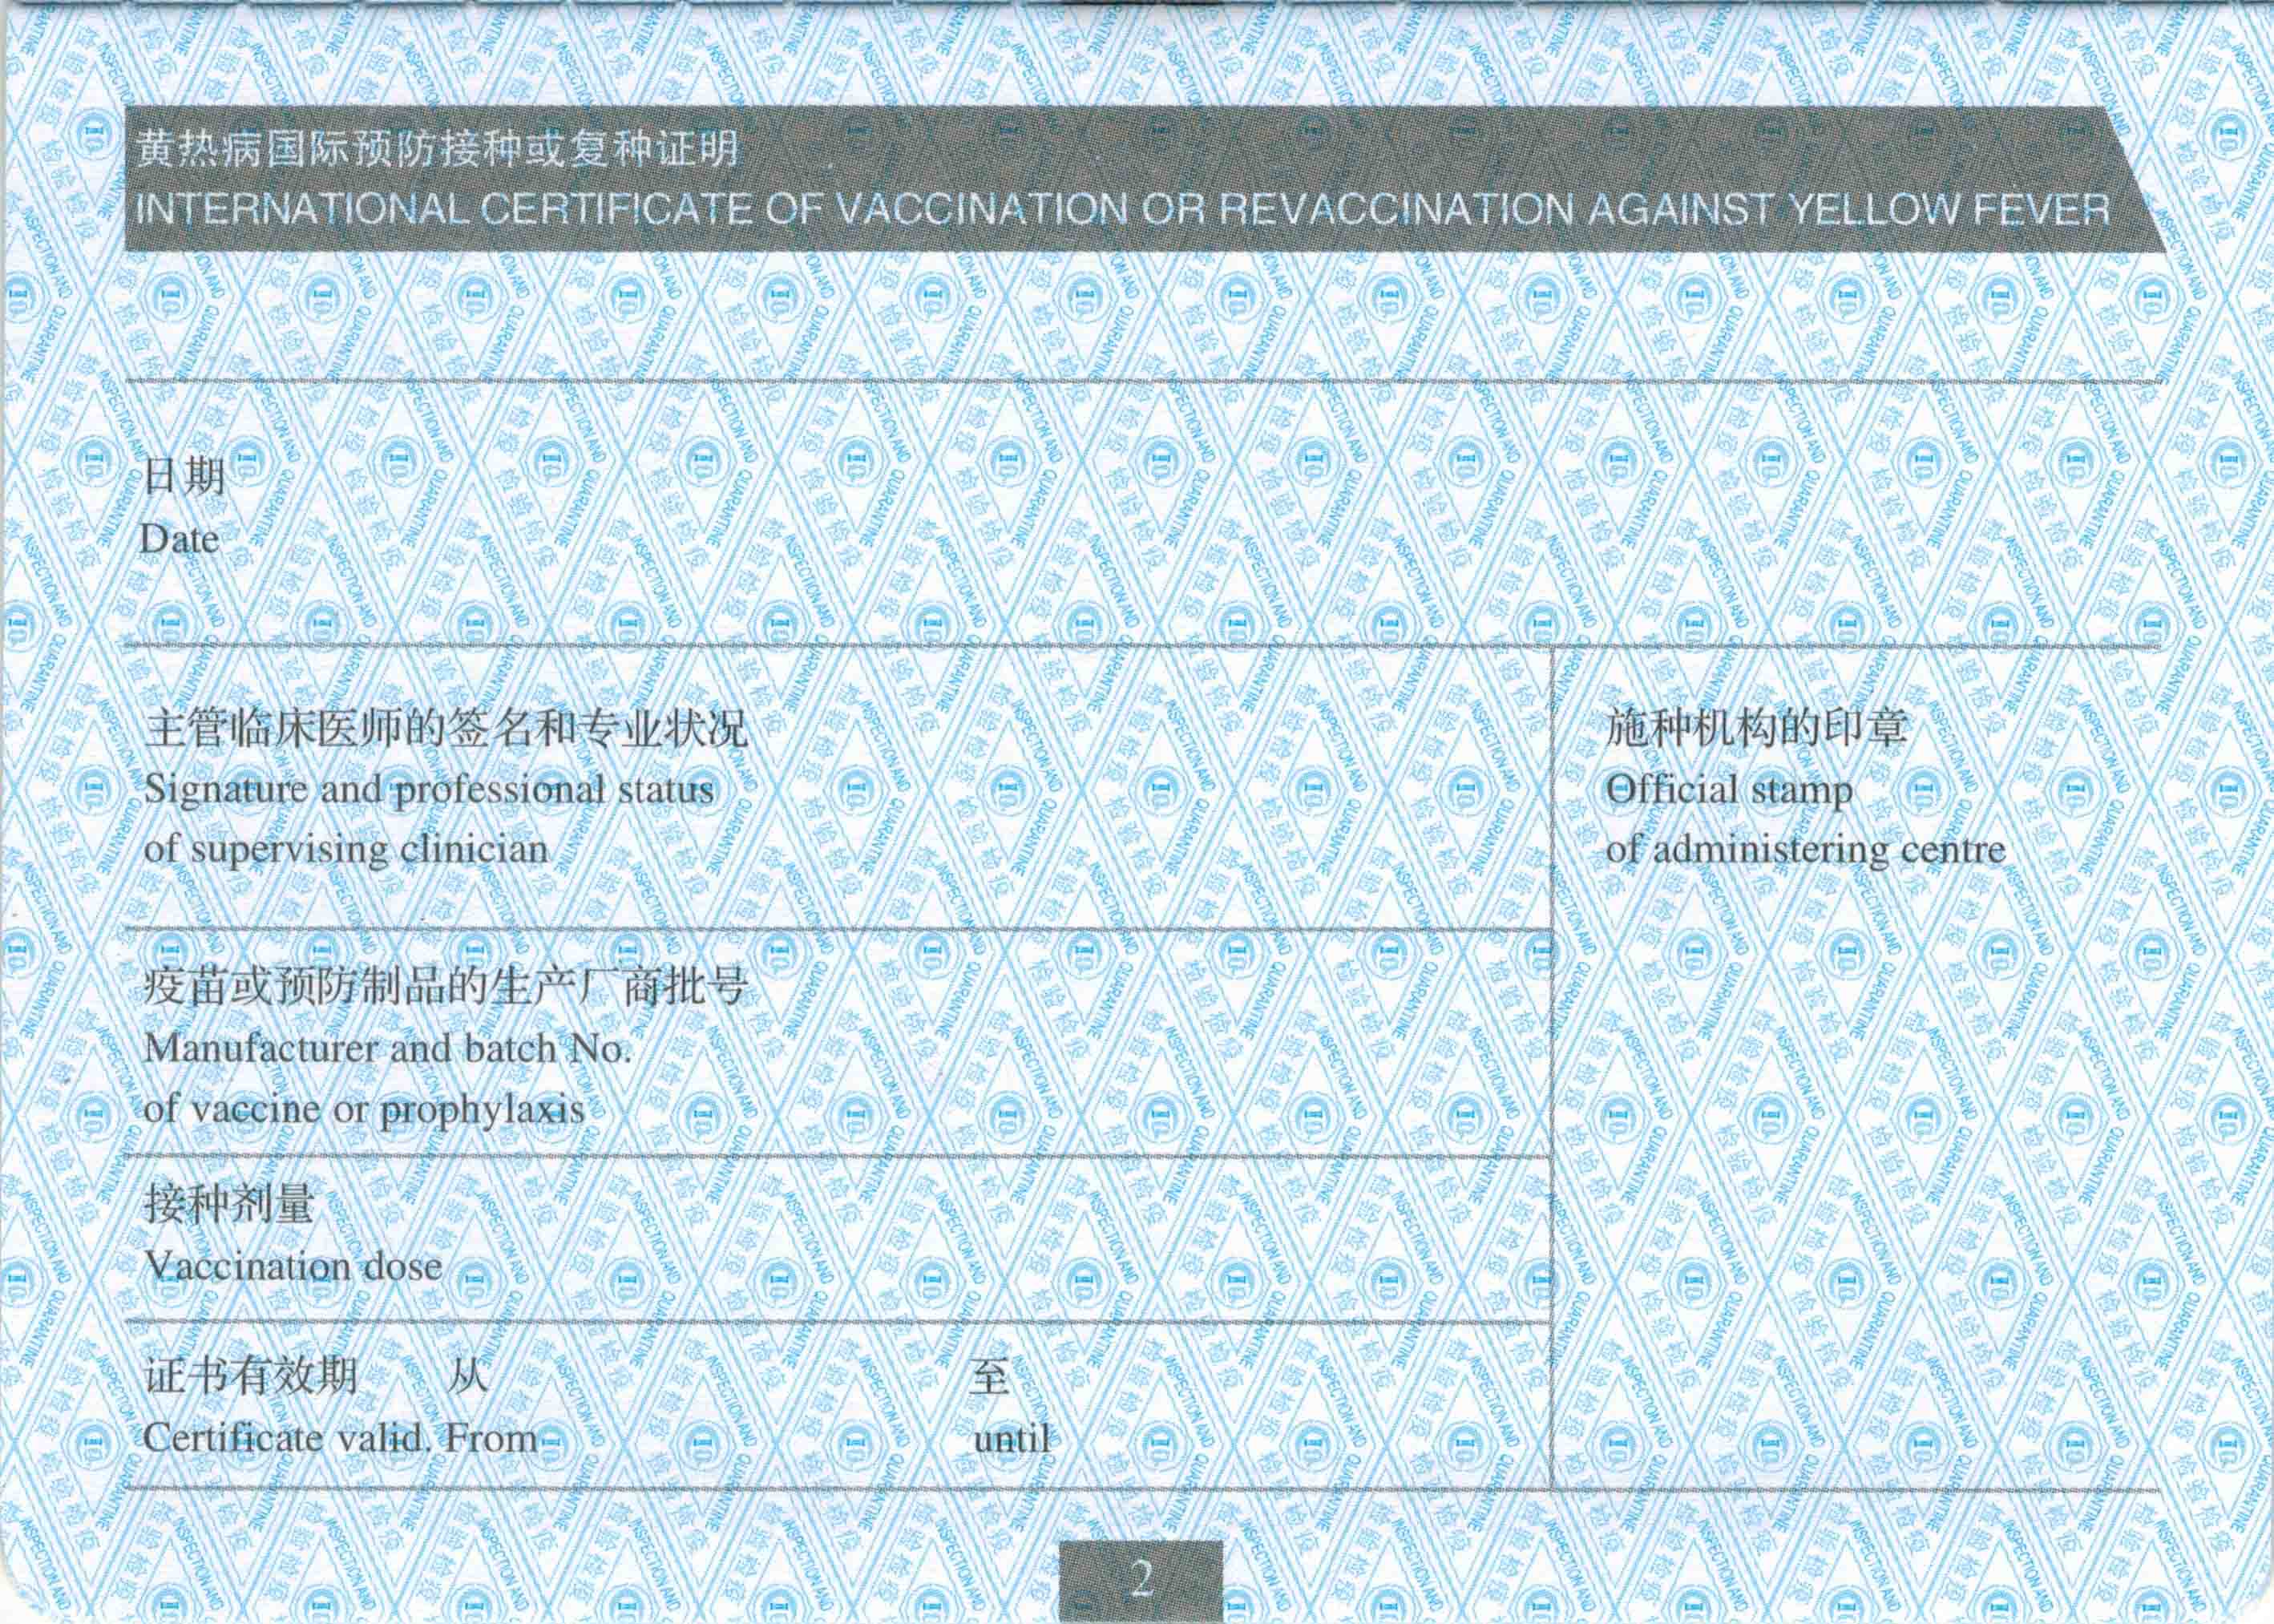 黄热病国际预防接种或复种证明
INTERNATIONAL CERTIFICATE OF VACCINATION OR REVACCINATION AGAINST YELLOW FEVER
日期
Date
主管临床医师的签名和专业状况
Signature and professional status
of supervising clinician
施种机构的印章
Official stamp
of administering centre
疫苗或预防制品的生产厂商批号
Manufacturer and batch No.
of vaccine or prophylaxis
接种剂量
Vaccination dose
证书有效期 从 至
Certificate valid. From until
2